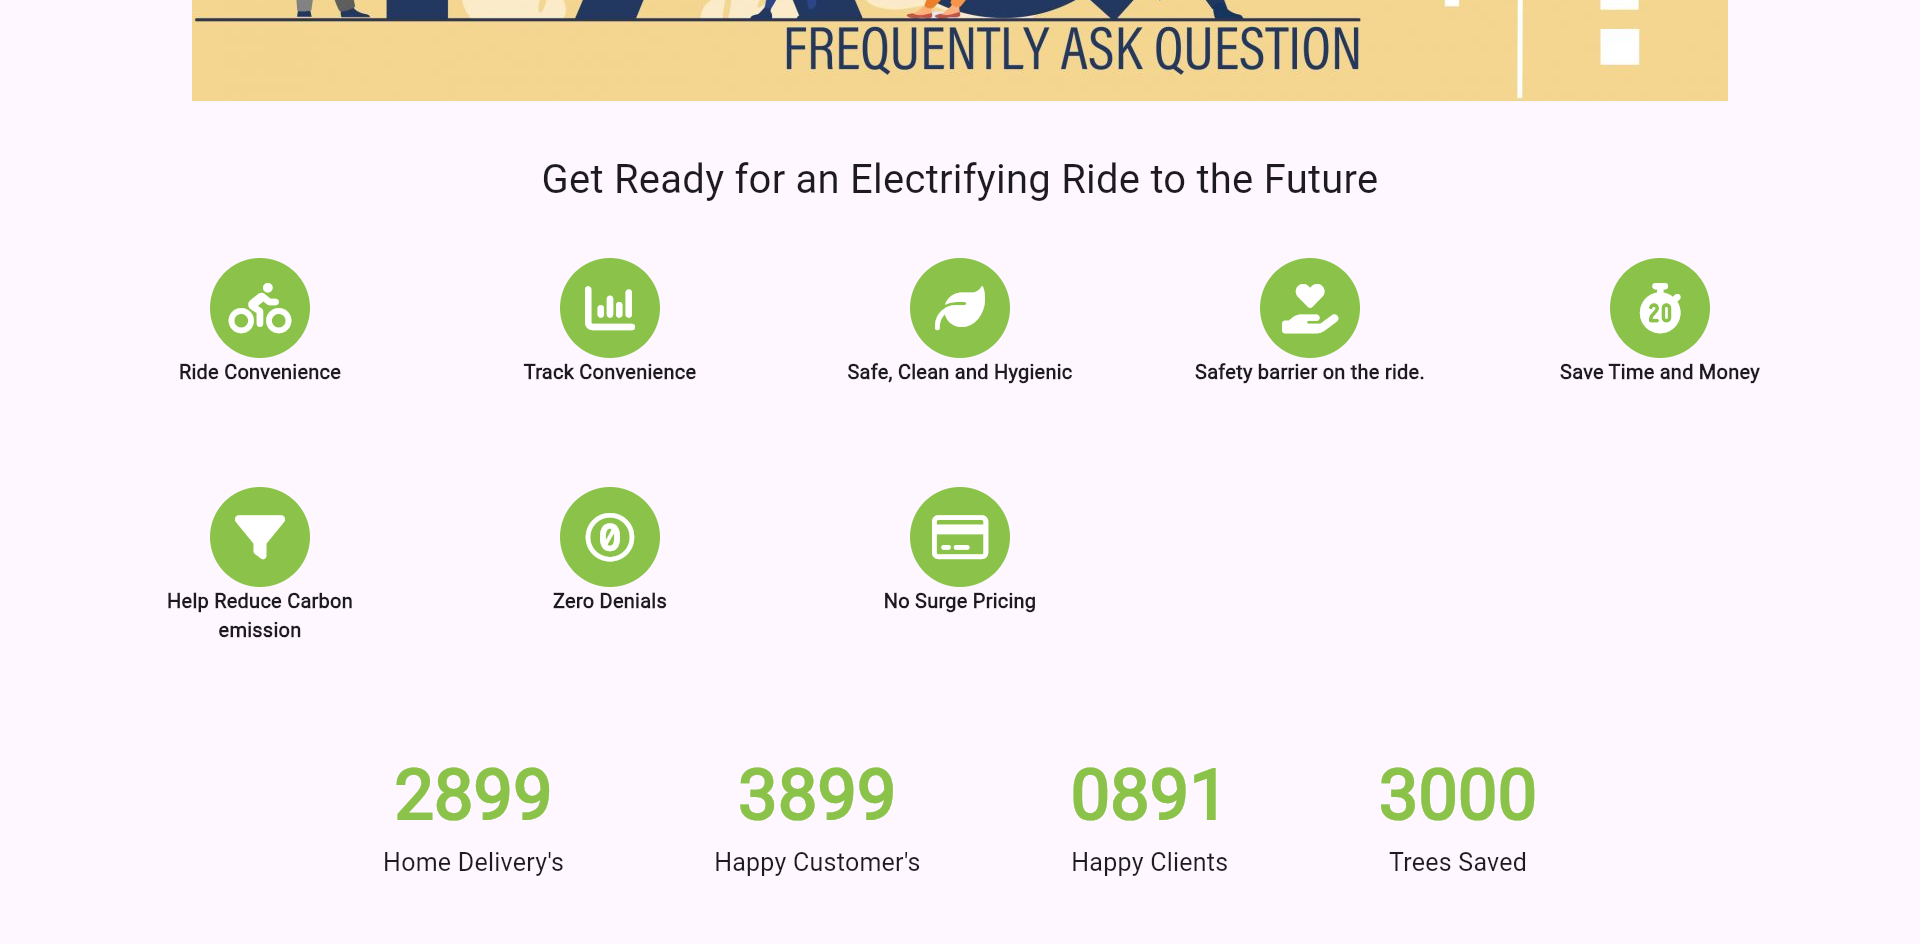 FREQUENTLY ASK QUESTION
Get Ready for an Electrifying Ride to the Future
Ride Convenience
Track Convenience
Safe, Clean and Hygienic
Safety barrier on the ride.
20
Save Time and Money
Help Reduce Carbon
emission
0
Zero Denials
No Surge Pricing
2899
Home Delivery's
3899
Happy Customer's
0891
Happy Clients
3000
Trees Saved